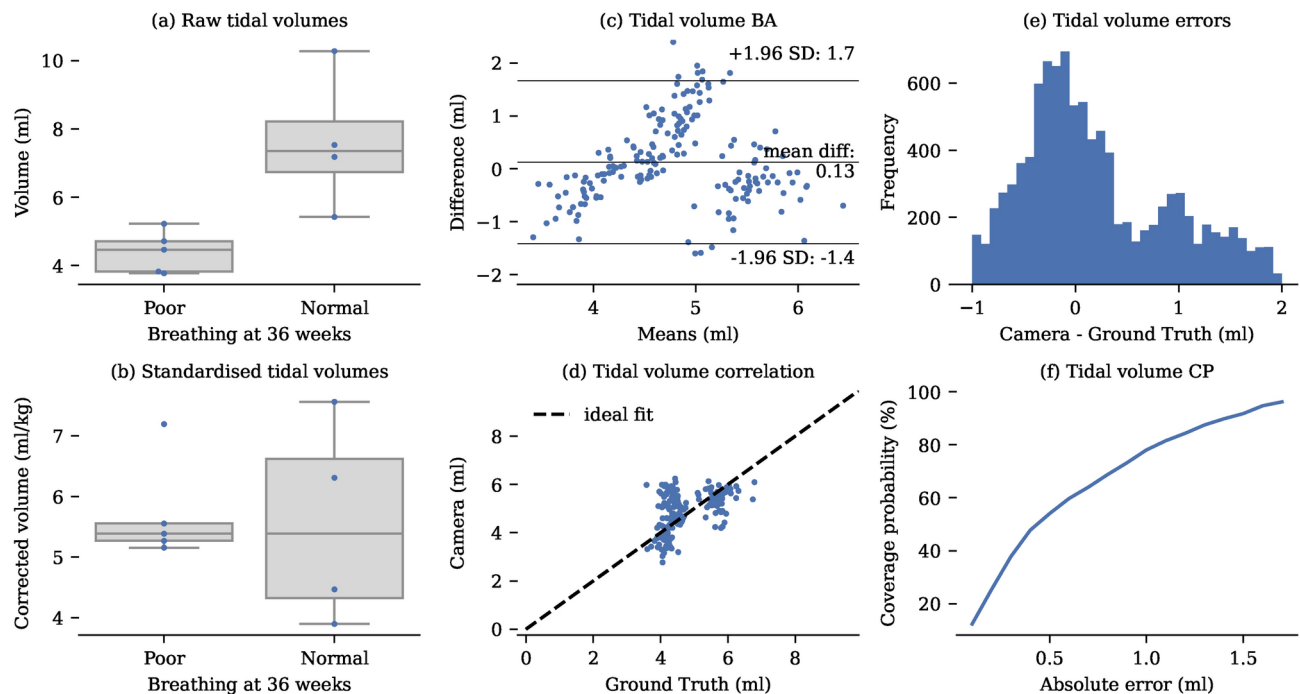 (a) Raw tidal volumes
Volume (ml)
10
8
6
4
Poor
Normal
Breathing at 36 weeks
(c) Tidal volume BA
Difference (ml)
2
1
0
−1
−2
+1.96 SD: 1.7
mean diff:
0.13
-1.96 SD: -1.4
4
5
6
Means (ml)
(e) Tidal volume errors
Frequency
600
400
200
0
−1
0
1
2
Camera - Ground Truth (ml)
(b) Standardised tidal volumes
Corrected volume (ml/kg)
7
6
5
4
Poor
Normal
Breathing at 36 weeks
(d) Tidal volume correlation
Camera (ml)
8
6
4
2
0
ideal fit
0
2
4
6
8
Ground Truth (ml)
(f) Tidal volume CP
Coverage probability (%)
100
80
60
40
20
0.5
1.0
1.5
Absolute error (ml)